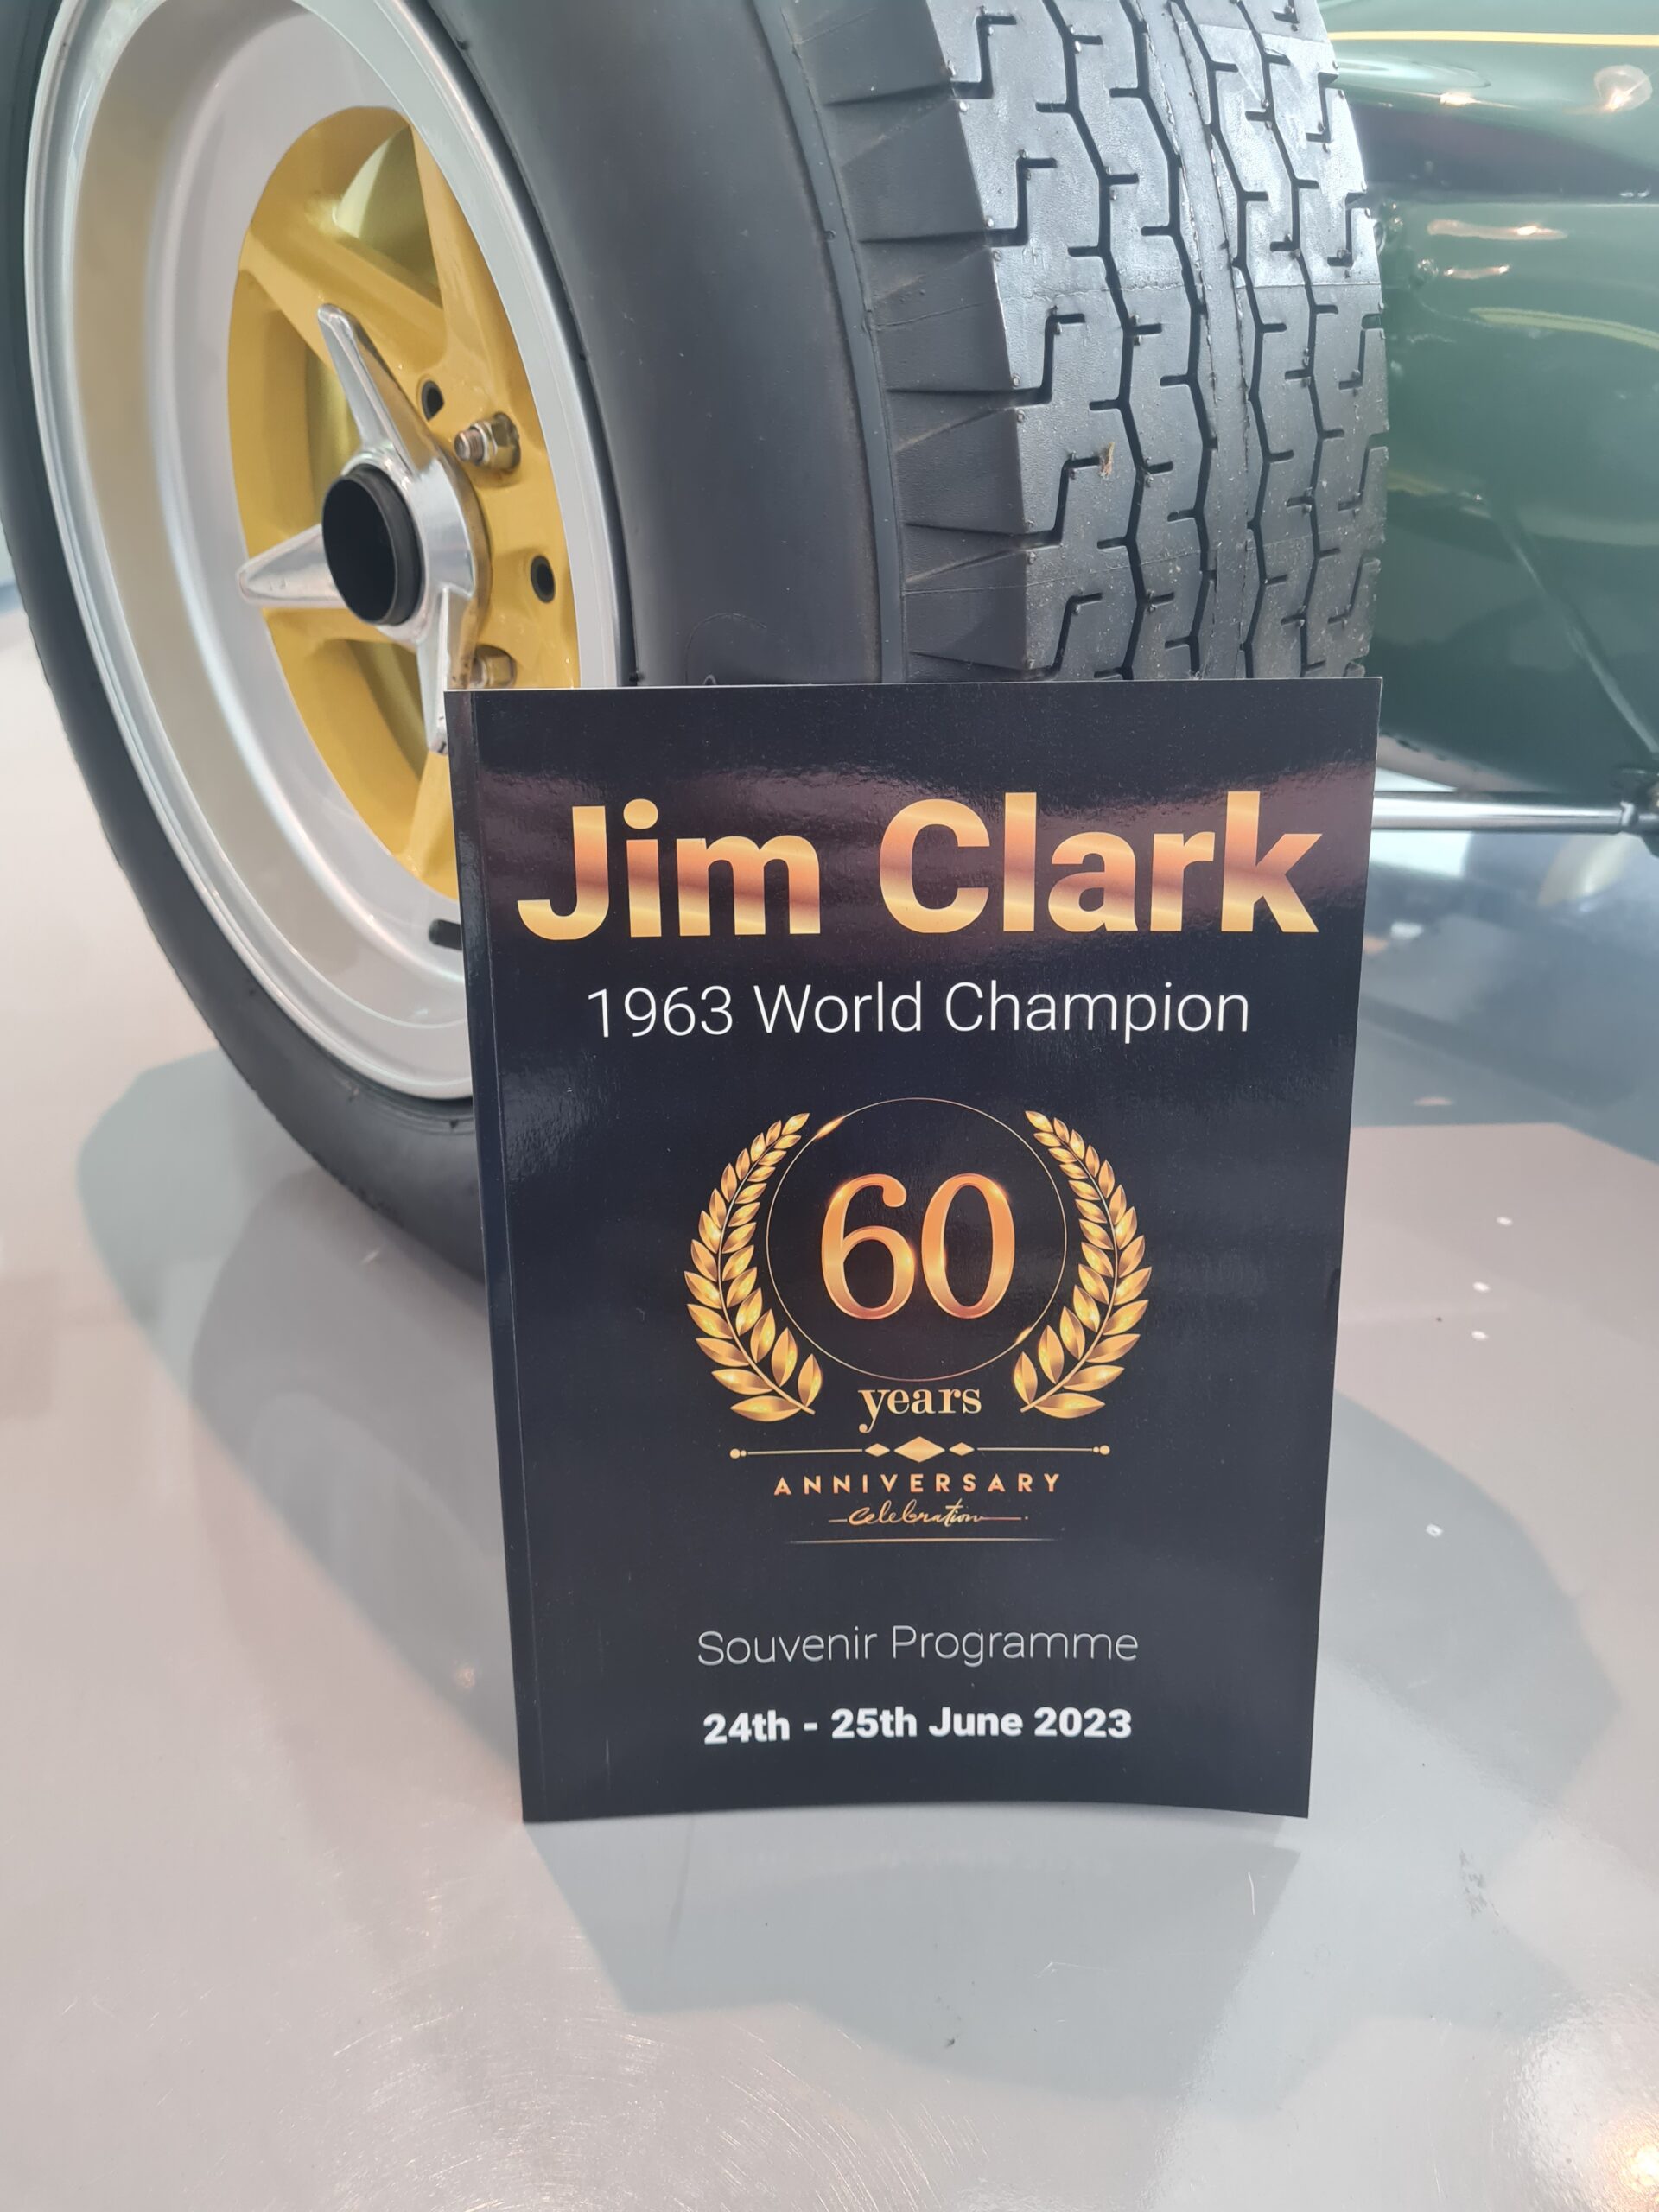 Jim Clark
1963 World Champion
60
years
ANNIVERSARY
celebration
Souvenir Programme
24th - 25th June 2023